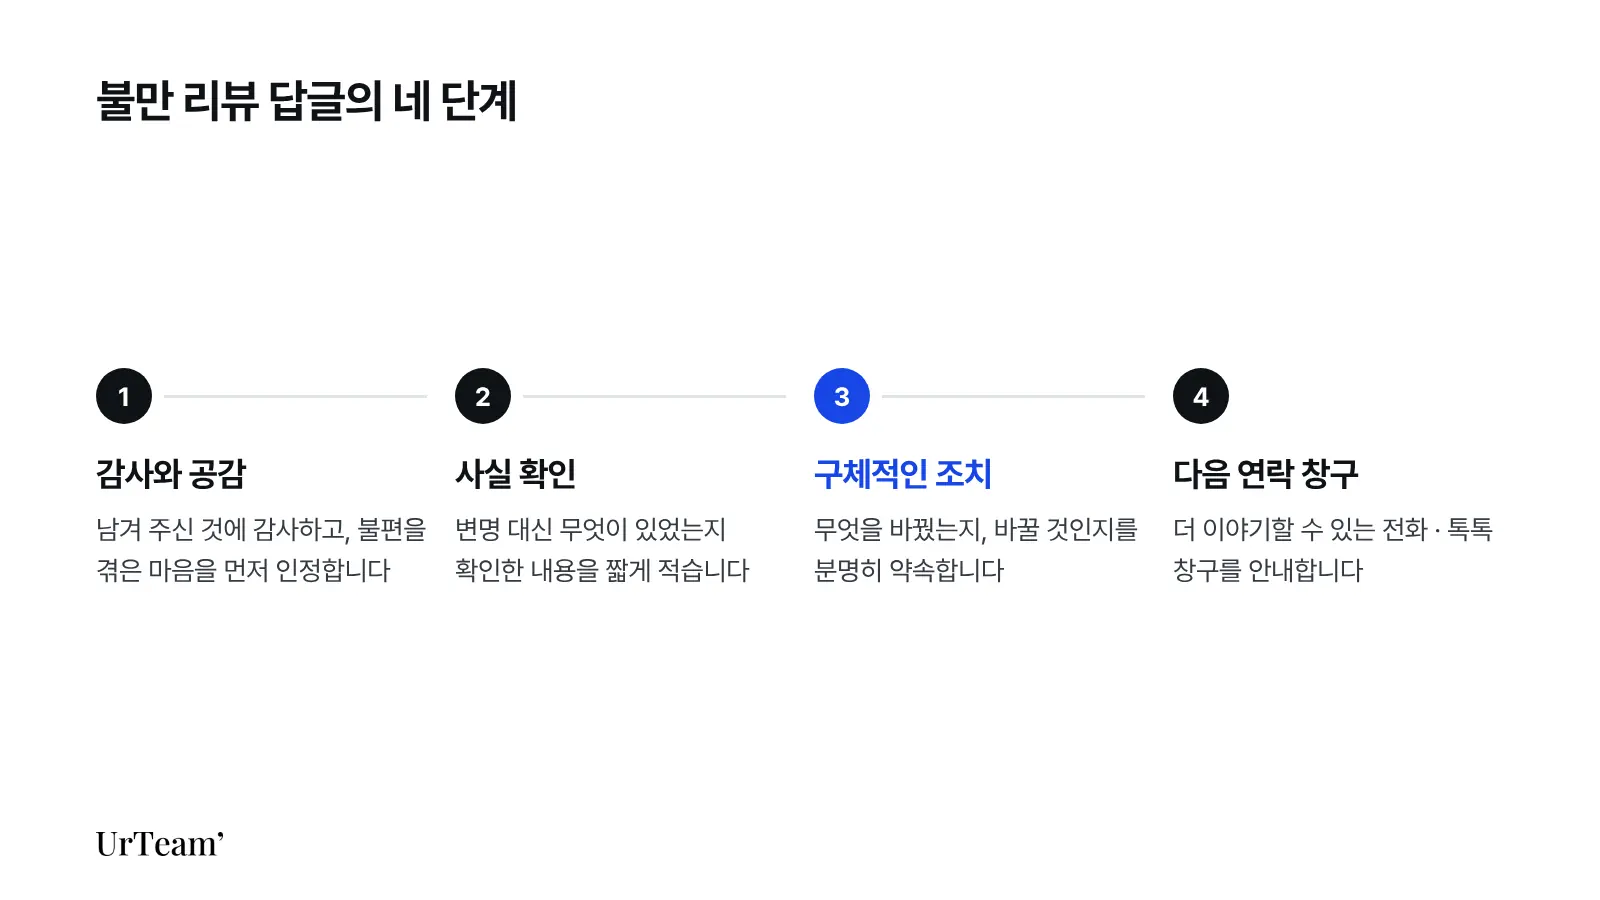 불만 리뷰 답글의 네 단계
1
감사와 공감
남겨 주신 것에 감사하고, 불편을
겪은 마음을 먼저 인정합니다
2
사실 확인
변명 대신 무엇이 있었는지
확인한 내용을 짧게 적습니다
3
구체적인 조치
무엇을 바꿨는지, 바꿀 것인지를
분명히 약속합니다
4
다음 연락 창구
더 이야기할 수 있는 전화 · 톡톡
창구를 안내합니다
UrTeam’